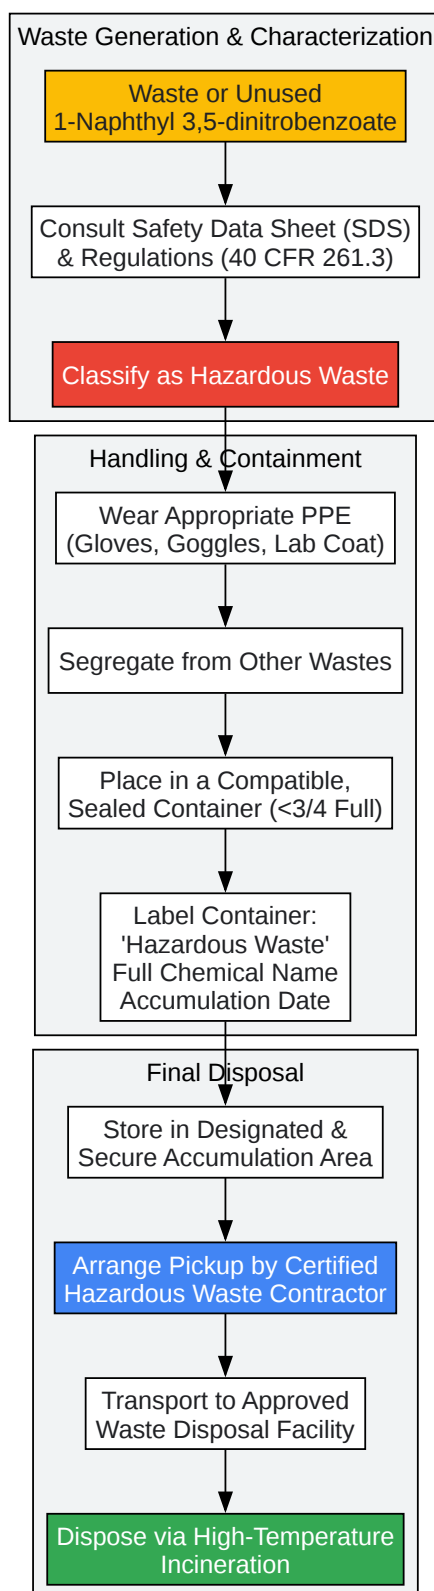 Waste Generation & Characterization
Waste or Unused
1-Naphthyl 3,5-dinitrobenzoate
Consult Safety Data Sheet (SDS)
& Regulations (40 CFR 261.3)
Classify as Hazardous Waste
Handling & Containment
Wear Appropriate PPE
(Gloves, Goggles, Lab Coat)
Segregate from Other Wastes
Place in a Compatible,
Sealed Container (<3/4 Full)
Label Container:
'Hazardous Waste'
Full Chemical Name
Accumulation Date
Final Disposal
Store in Designated &
Secure Accumulation Area
Arrange Pickup by Certified
Hazardous Waste Contractor
Transport to Approved
Waste Disposal Facility
Dispose via High-Temperature
Incineration